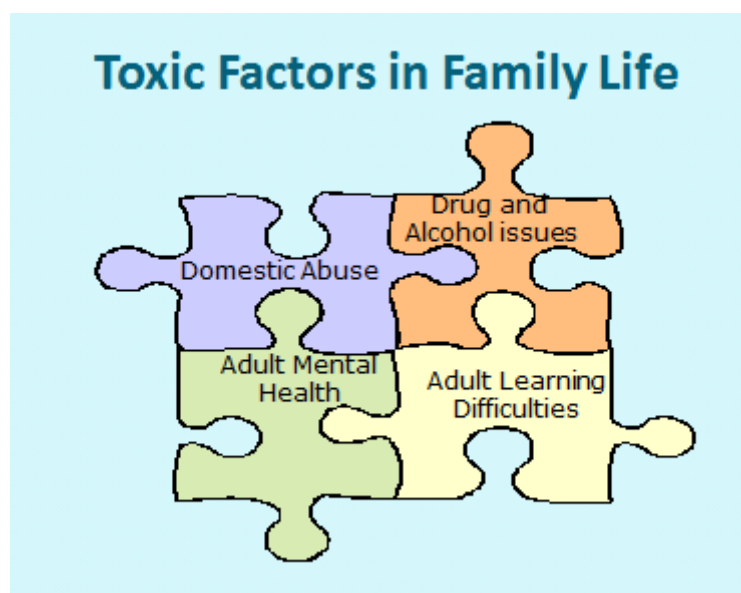 Toxic Factors in Family Life
Drug and
Alcohol issues
Domestic Abuse
Adult Mental
Health
Adult Learning
Difficulties